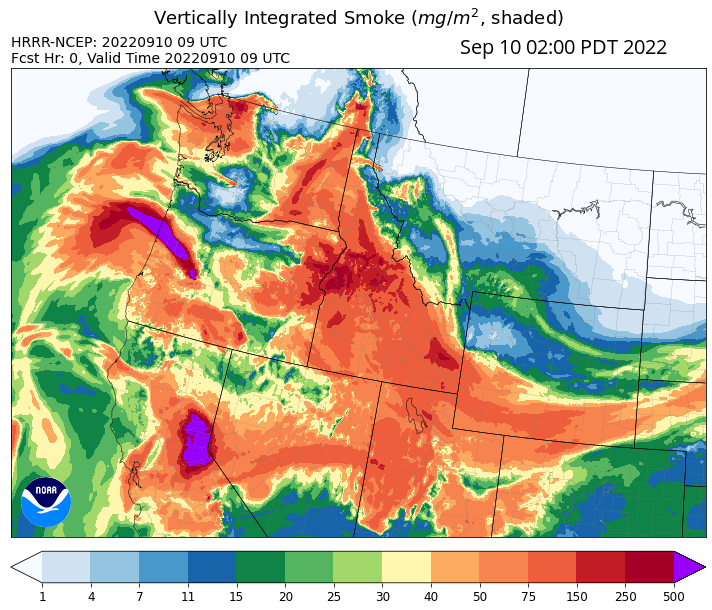 Vertically Integrated Smoke (mg/m², shaded)
HRRR-NCEP: 20220910 09 UTC
Sep 10 02:00 PDT 2022
Fcst Hr: 0, Valid Time 20220910 09 UTC
NOAA
1 4 7 11 15 20 25 30 40 50 75 150 250 500